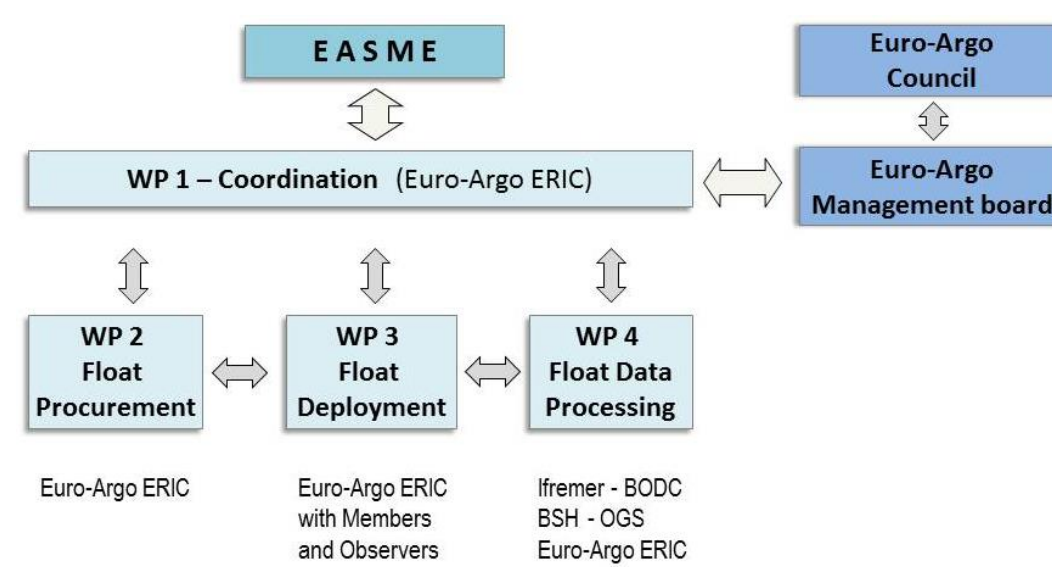 E A S M E
Euro-Argo
Council
WP 1 – Coordination (Euro-Argo ERIC)
Euro-Argo
Management board
WP 2
Float
Procurement
WP 3
Float
Deployment
WP 4
Float Data
Processing
Euro-Argo ERIC
Euro-Argo ERIC
with Members
and Observers
Ifremer - BODC
BSH - OGS
Euro-Argo ERIC